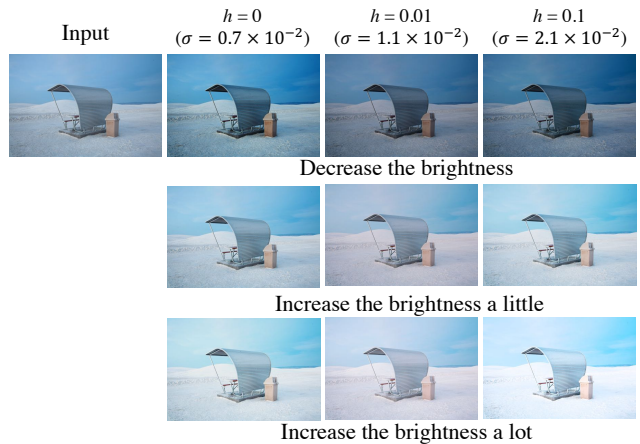 Input
h = 0
(σ = 0.7 × 10⁻²)
h = 0.01
(σ = 1.1 × 10⁻²)
h = 0.1
(σ = 2.1 × 10⁻²)
Decrease the brightness
Increase the brightness a little
Increase the brightness a lot